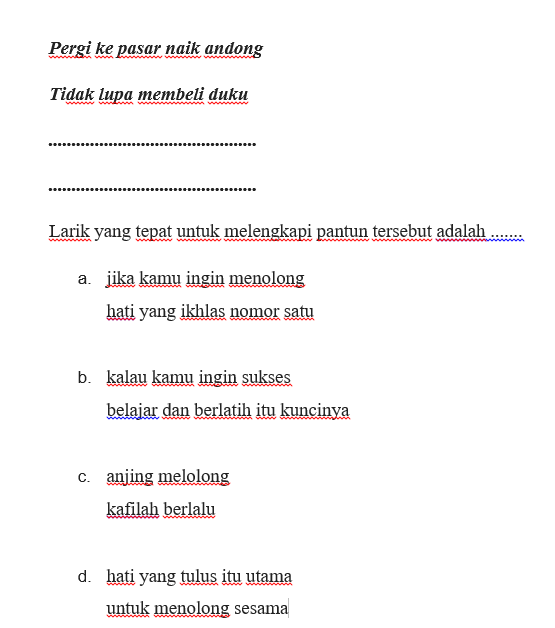 Pergi ke pasar naik andong
Tidak lupa membeli duku
..............................................
..............................................
Larik yang tepat untuk melengkapi pantun tersebut adalah .......
a. jika kamu ingin menolong
hati yang ikhlas nomor satu
b. kalau kamu ingin sukses
belajar dan berlatih itu kuncinya
c. anjing melolong
kafilah berlalu
d. hati yang tulus itu utama
untuk menolong sesama